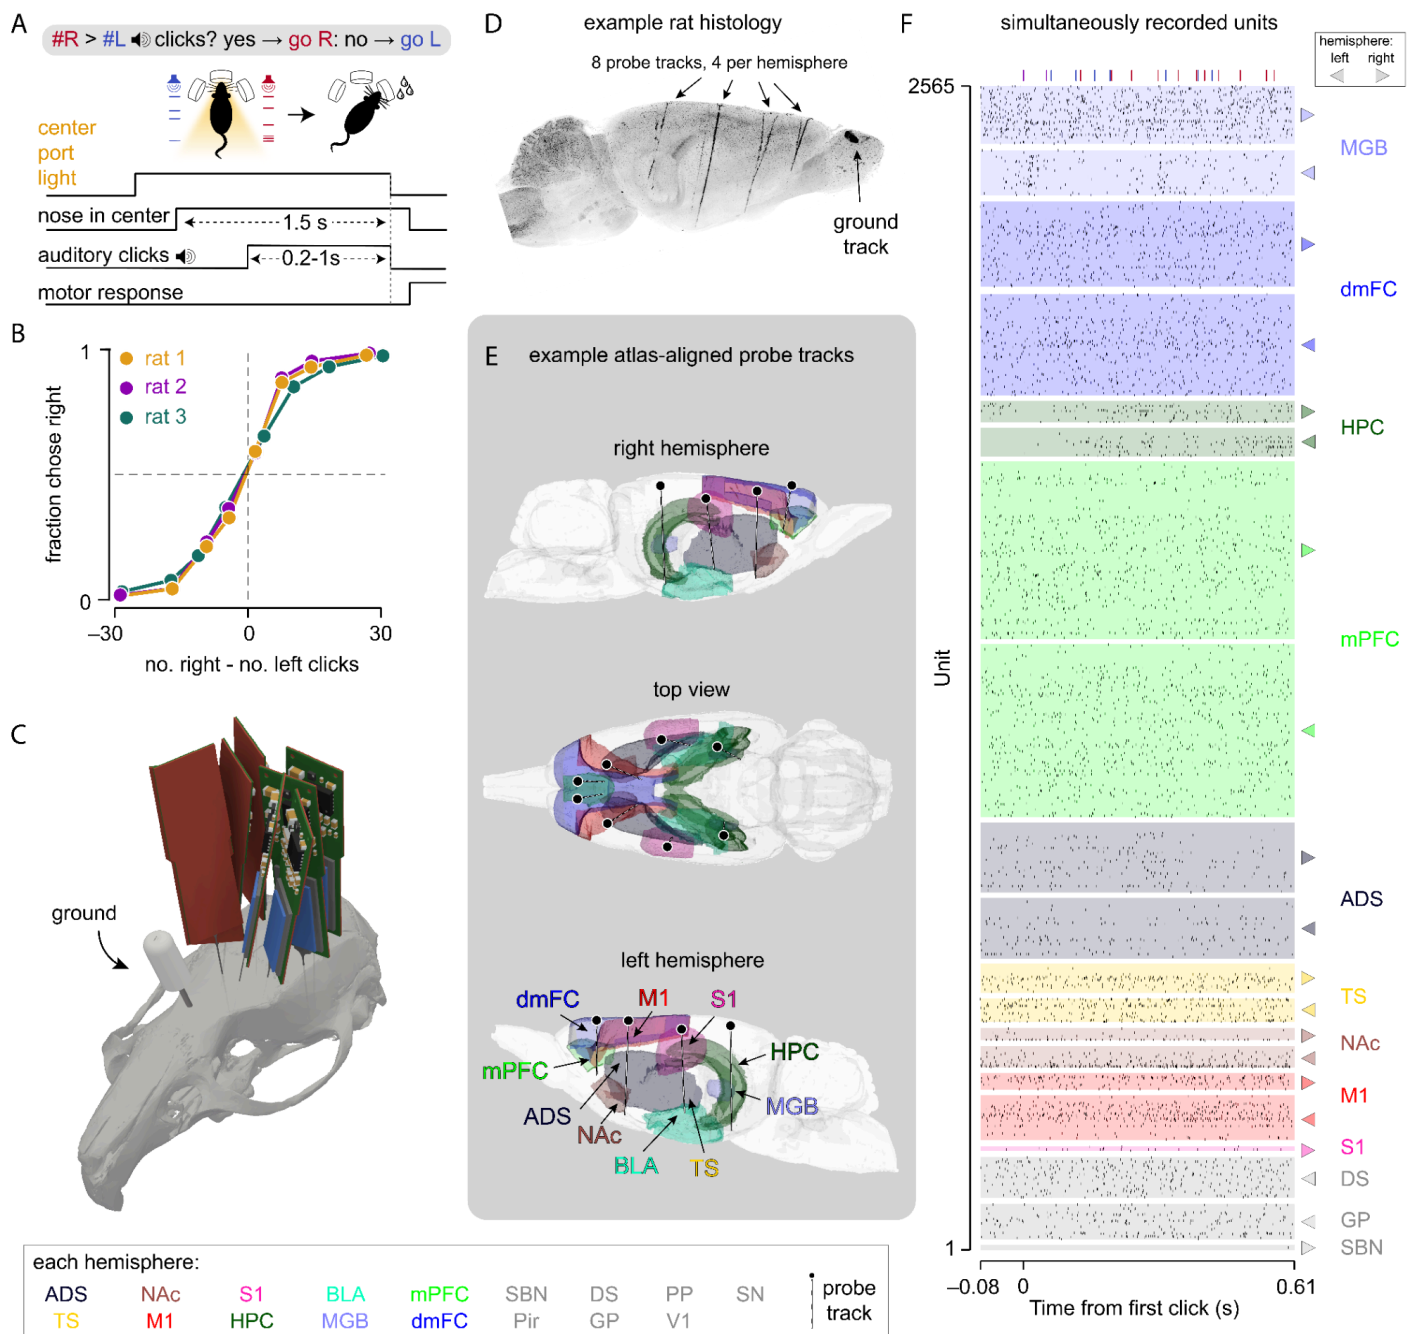 A
#R > #L clicks? yes → go R: no → go L
center
port
light
nose in center
1.5 s
auditory clicks
0.2-1s
motor response
B
1
rat 1
rat 2
rat 3
fraction chose right
0
–30
0
30
no. right - no. left clicks
C
ground
D
example rat histology
8 probe tracks, 4 per hemisphere
ground
track
E
example atlas-aligned probe tracks
right hemisphere
top view
left hemisphere
dmFC
M1
S1
HPC
mPFC
MGB
ADS
NAc
BLA
TS
F
simultaneously recorded units
hemisphere:
left right
2565
Unit
1
MGB
dmFC
HPC
mPFC
ADS
TS
NAc
M1
S1
DS
GP
SBN
–0.08 0 0.61
Time from first click (s)
each hemisphere:
ADS NAc S1 BLA mPFC SBN DS PP SN
TS M1 HPC MGB dmFC Pir GP V1
probe
track